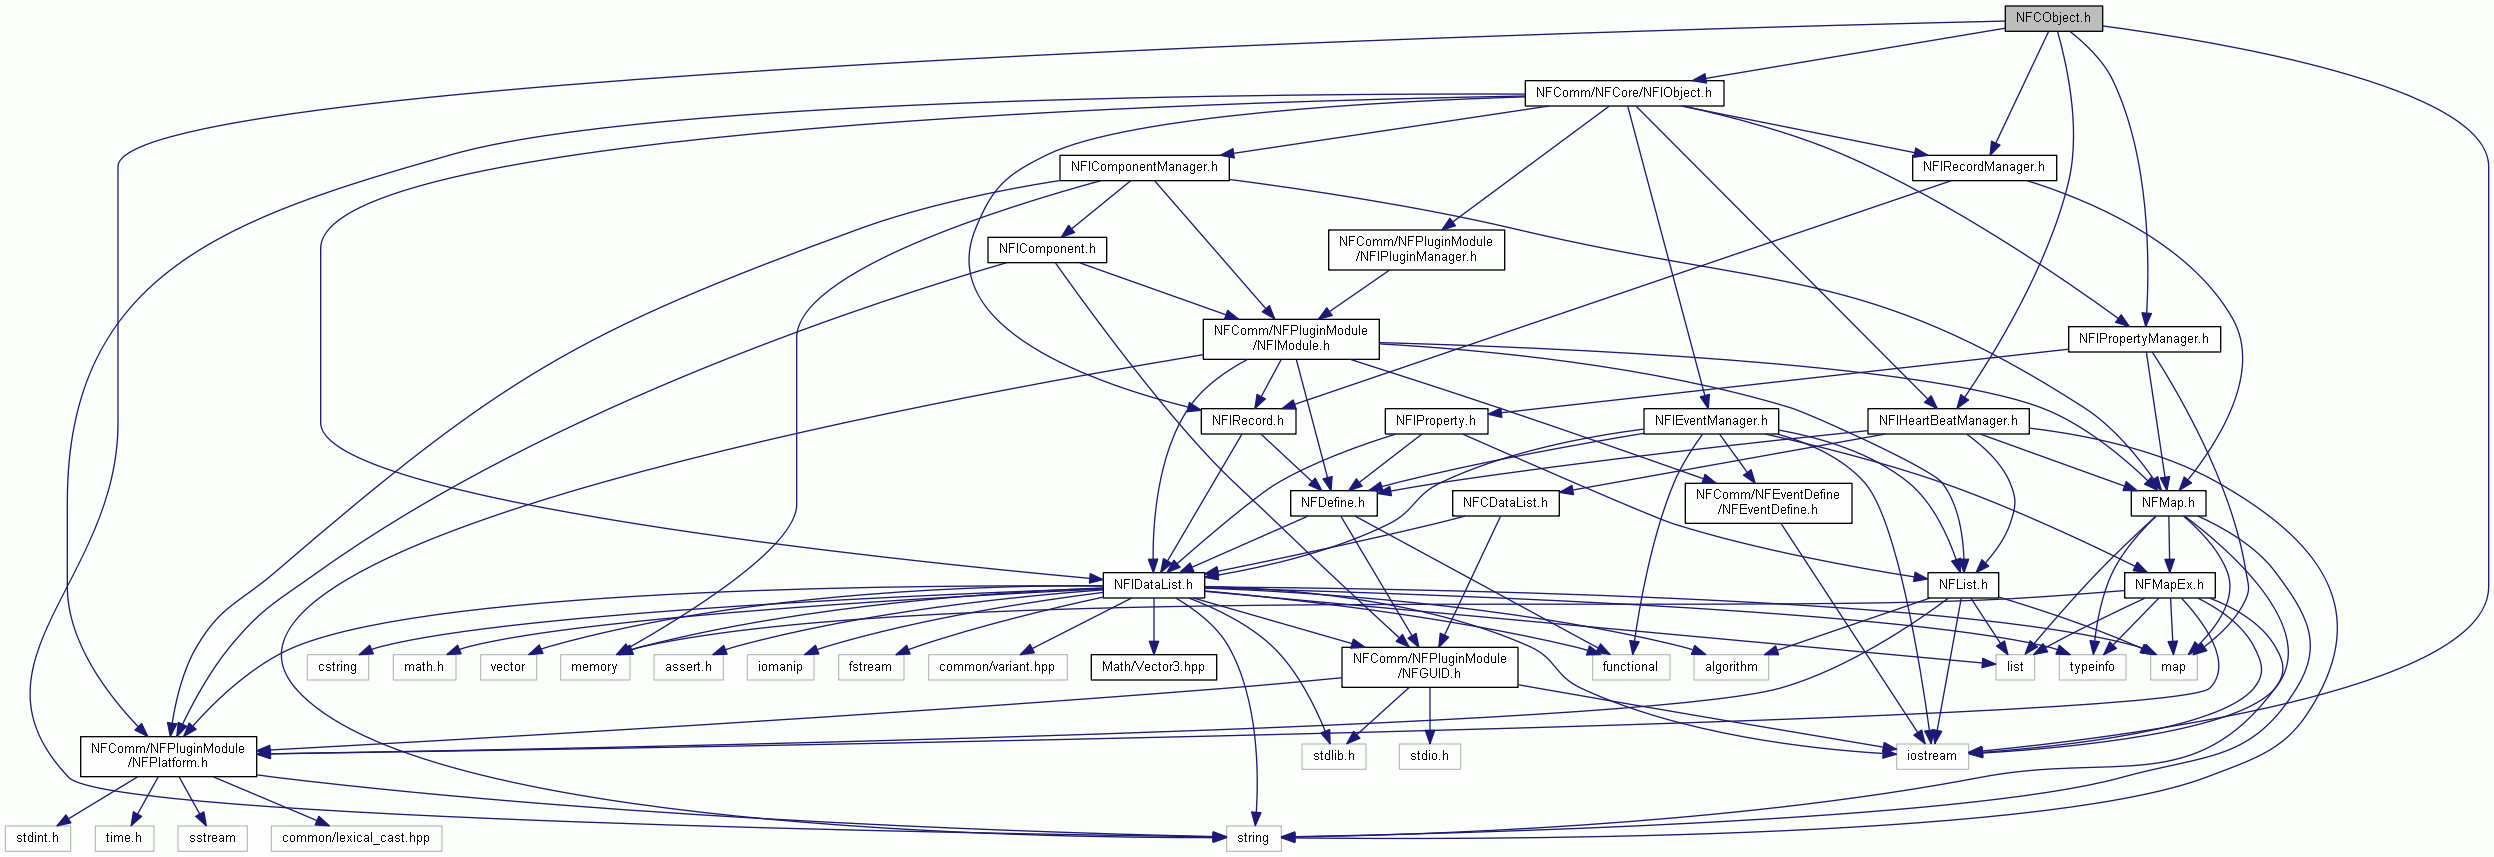 NFCObject.h
NFComm/NFCore/NFIObject.h
NFIComponentManager.h
NFIRecordManager.h
NFIComponent.h
NFComm/NFPluginModule
/NFIPluginManager.h
NFComm/NFPluginModule
/NFIModule.h
NFIPropertyManager.h
NFIRecord.h
NFIProperty.h
NFIEventManager.h
NFIHeartBeatManager.h
NFDefine.h
NFCDataList.h
NFComm/NFEventDefine
/NFEventDefine.h
NFMap.h
NFIDataList.h
NFList.h
NFMapEx.h
cstring
math.h
vector
memory
assert.h
iomanip
fstream
common/variant.hpp
Math/Vector3.hpp
NFComm/NFPluginModule
/NFGUID.h
functional
algorithm
list
typeinfo
map
NFComm/NFPluginModule
/NFPlatform.h
stdlib.h
stdio.h
iostream
stdint.h
time.h
sstream
common/lexical_cast.hpp
string